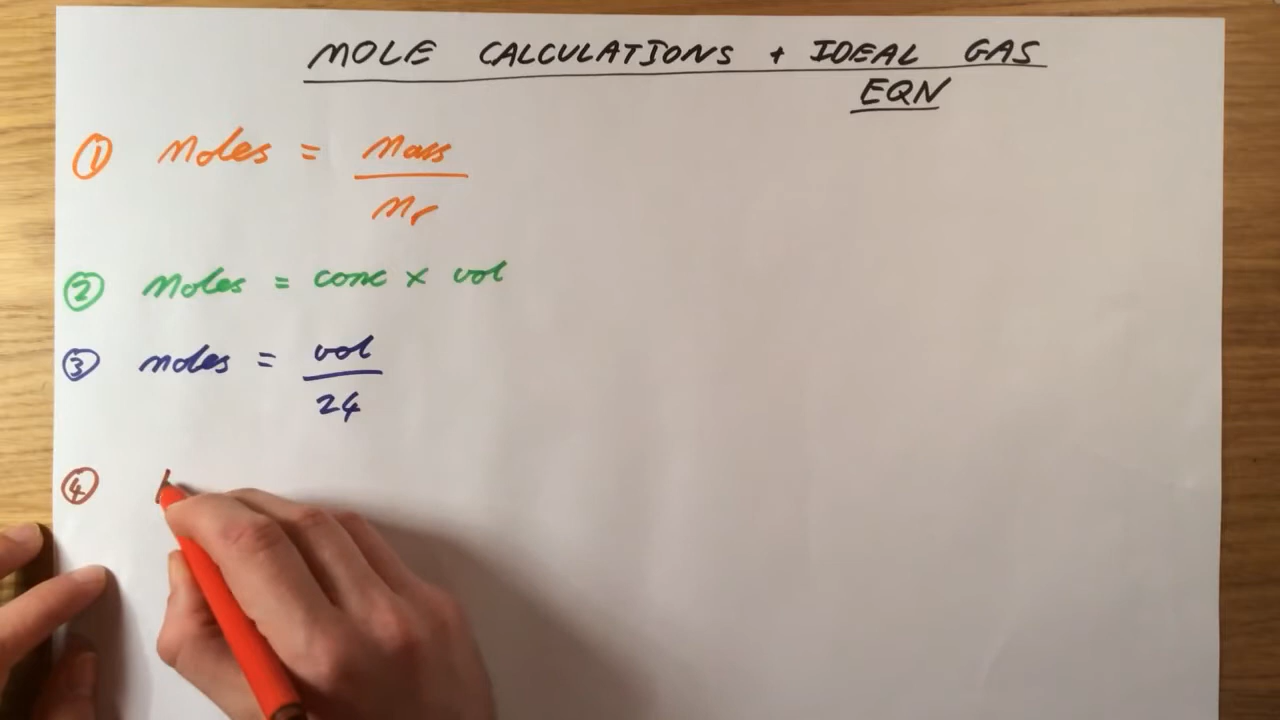 MOLE CALCULATIONS + IDEAL GAS
EQN
① Moles = Mass
Mr
② Moles = conc × vol
③ moles = vol
24
④